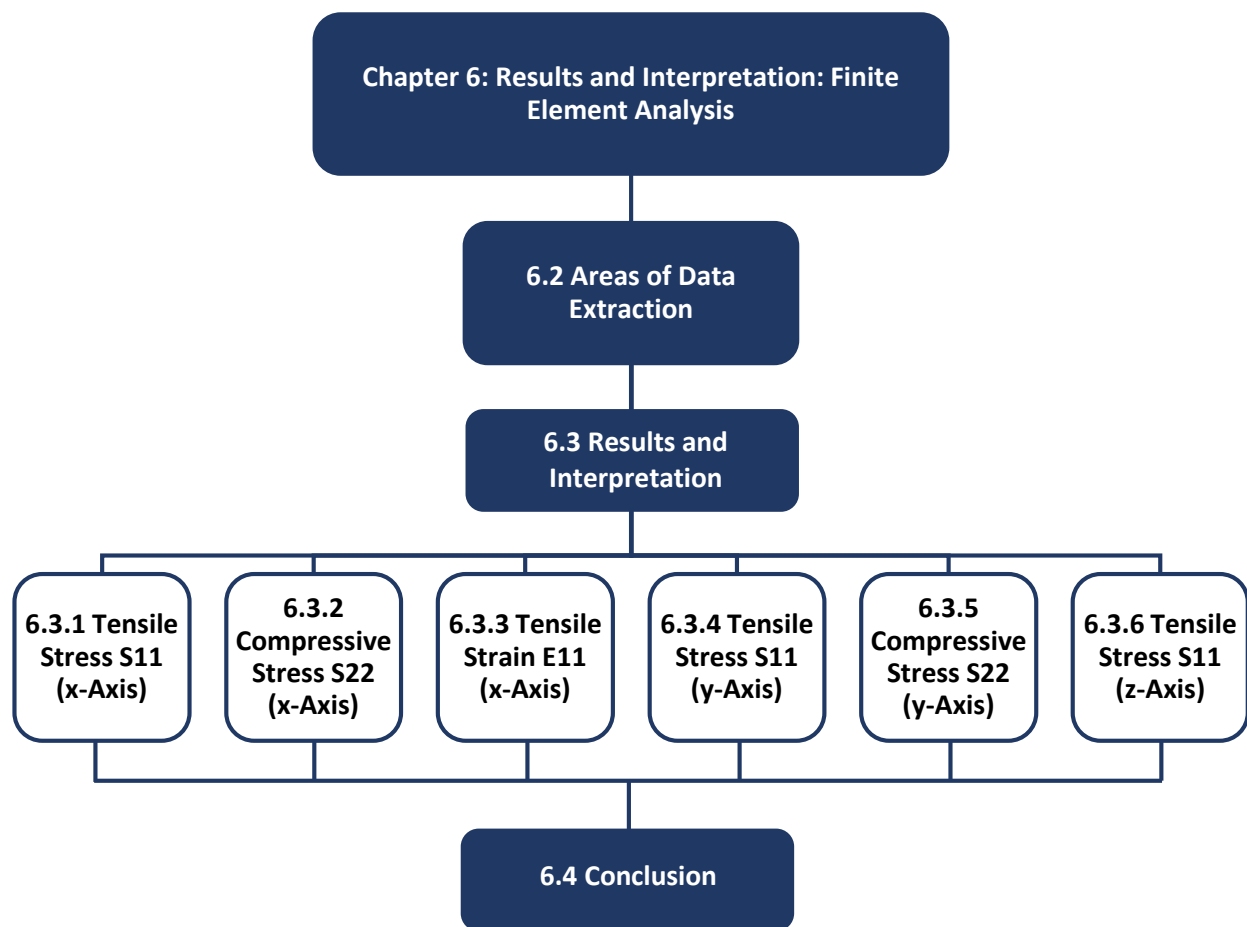 Chapter 6: Results and Interpretation: Finite
Element Analysis
6.2 Areas of Data
Extraction
6.3 Results and
Interpretation
6.3.1 Tensile
Stress S11
(x-Axis)
6.3.2
Compressive
Stress S22
(x-Axis)
6.3.3 Tensile
Strain E11
(x-Axis)
6.3.4 Tensile
Stress S11
(y-Axis)
6.3.5
Compressive
Stress S22
(y-Axis)
6.3.6 Tensile
Stress S11
(z-Axis)
6.4 Conclusion